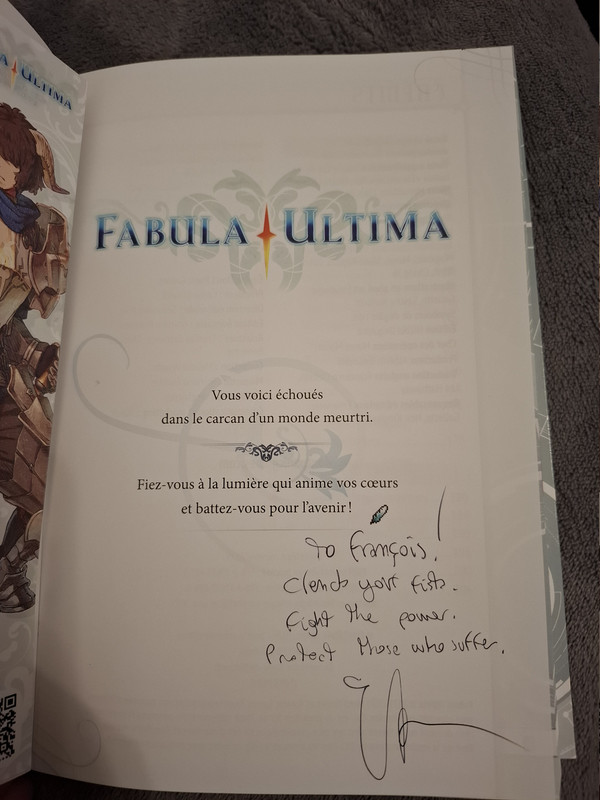 A ULTIMA
FABULA ULTIMA
Vous voici échoués
dans le carcan d'un monde meurtri.
Fiez-vous à la lumière qui anime vos cœurs
et battez-vous pour l'avenir !
to François!
Clench your fists.
Fight the power.
Protect those who suffer.